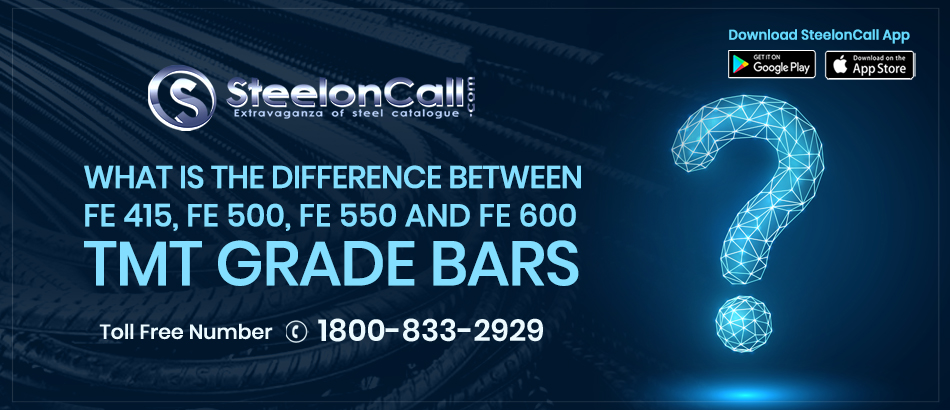 Download SteelonCall App
GET IT ON
Google Play
Download on the
App Store
S
SteelonCall
.com
Extravaganza of steel catalogue
WHAT IS THE DIFFERENCE BETWEEN
FE 415, FE 500, FE 550 AND FE 600
TMT GRADE BARS
Toll Free Number 1800-833-2929
?